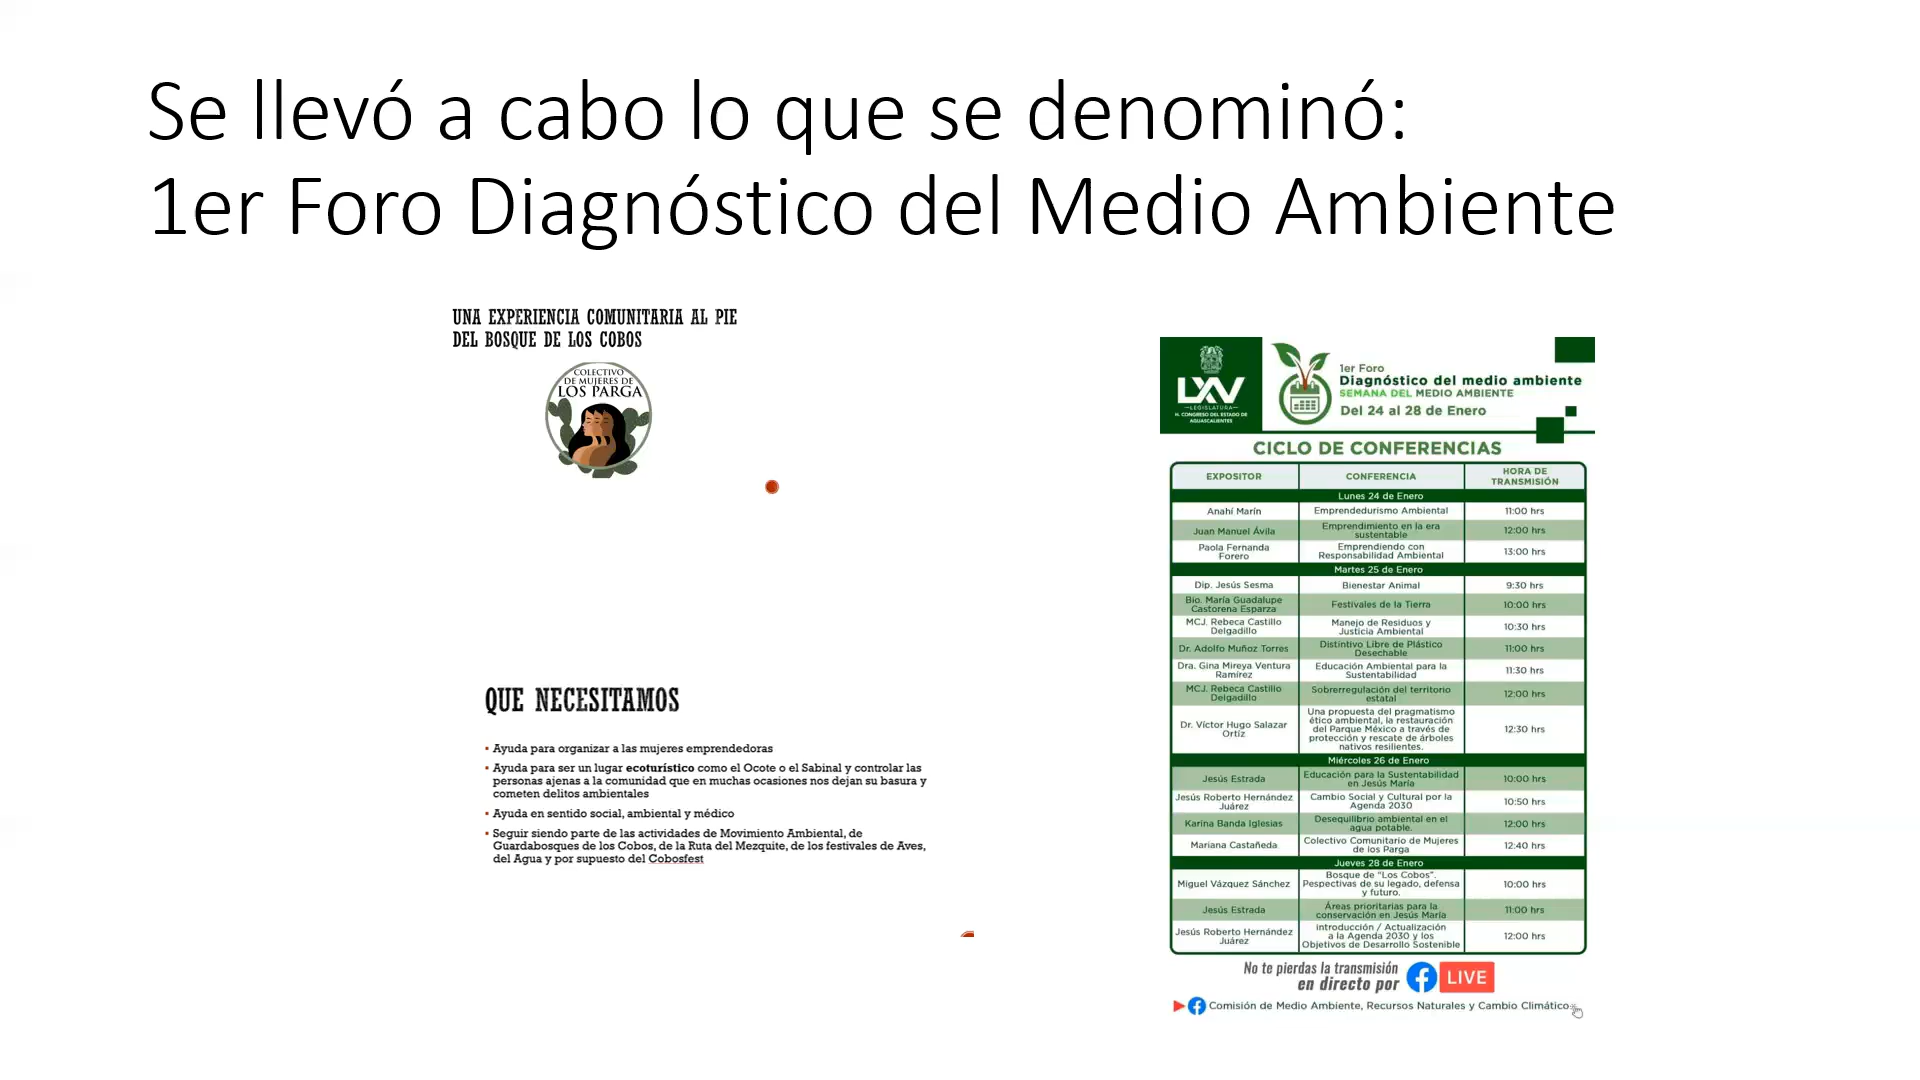 Se llevó a cabo lo que se denominó:
1er Foro Diagnóstico del Medio Ambiente
UNA EXPERIENCIA COMUNITARIA AL PIE
DEL BOSQUE DE LOS COBOS
COLECTIVO
DE MUJERES DE
LOS PARGA
QUE NECESITAMOS
▪ Ayuda para organizar a las mujeres emprendedoras
▪ Ayuda para ser un lugar ecoturístico como el Ocote o el Sabinal y controlar las
personas ajenas a la comunidad que en muchas ocasiones nos dejan su basura y
cometen delitos ambientales
▪ Ayuda en sentido social, ambiental y médico
▪ Seguir siendo parte de las actividades de Movimiento Ambiental, de
Guardabosques de los Cobos, de la Ruta del Mezquite, de los festivales de Aves,
del Agua y por supuesto del Cobosfest
LXV
LEGISLATURA
H. CONGRESO DEL ESTADO DE
AGUASCALIENTES
1er Foro
Diagnóstico del medio ambiente
SEMANA DEL MEDIO AMBIENTE
Del 24 al 28 de Enero
CICLO DE CONFERENCIAS
EXPOSITOR CONFERENCIA HORA DE
TRANSMISIÓN
Lunes 24 de Enero
Anahí Marín Emprendedurismo Ambiental 11:00 hrs
Juan Manuel Ávila Emprendimiento en la era
sustentable 12:00 hrs
Paola Fernanda
Forero Emprendiendo con
Responsabilidad Ambiental 13:00 hrs
Martes 25 de Enero
Dip. Jesús Sesma Bienestar Animal 9:30 hrs
Bio. María Guadalupe
Castorena Esparza Festivales de la Tierra 10:00 hrs
MCJ. Rebeca Castillo
Delgadillo Manejo de Residuos y
Justicia Ambiental 10:30 hrs
Dr. Adolfo Muñoz Torres Distintivo Libre de Plástico
Desechable 11:00 hrs
Dra. Gina Mireya Ventura
Ramírez Educación Ambiental para la
Sustentabilidad 11:30 hrs
MCJ. Rebeca Castillo
Delgadillo Sobrerregulación del territorio
estatal 12:00 hrs
Dr. Víctor Hugo Salazar
Ortíz Una propuesta del pragmatismo
ético ambiental, la restauración
del Parque México a través de
protección y rescate de árboles
nativos resilientes. 12:30 hrs
Miércoles 26 de Enero
Jesús Estrada Educación para la Sustentabilidad
en Jesús María 10:00 hrs
Jesús Roberto Hernández
Juárez Cambio Social y Cultural por la
Agenda 2030 10:50 hrs
Karina Banda Iglesias Desequilibrio ambiental en el
agua potable. 12:00 hrs
Mariana Castañeda Colectivo Comunitario de Mujeres
de los Parga 12:40 hrs
Jueves 28 de Enero
Miguel Vázquez Sánchez Bosque de "Los Cobos".
Pespectivas de su legado, defensa
y futuro. 10:00 hrs
Jesús Estrada Áreas prioritarias para la
conservación en Jesús María 11:00 hrs
Jesús Roberto Hernández
Juárez introducción / Actualización
a la Agenda 2030 y los
Objetivos de Desarrollo Sostenible 12:00 hrs
No te pierdas la transmisión
en directo por LIVE
Comisión de Medio Ambiente, Recursos Naturales y Cambio Climático